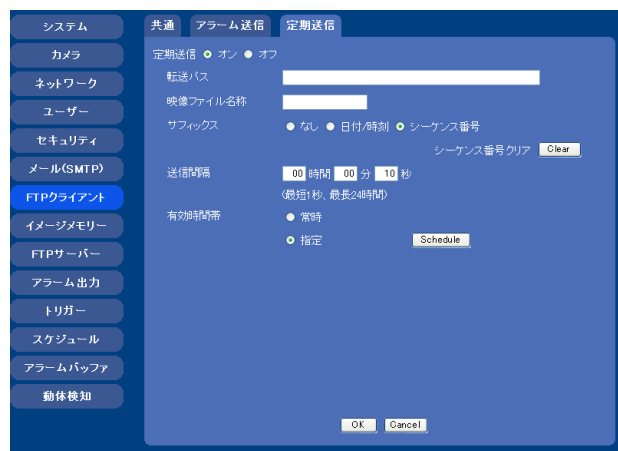 システム
カメラ
ネットワーク
ユーザー
セキュリティ
メール(SMTP)
FTPクライアント
イメージメモリー
FTPサーバー
アラーム出力
トリガー
スケジュール
アラームバッファ
動体検知
共通 アラーム送信 定期送信
定期送信 オン オフ
転送パス
映像ファイル名称
サフィックス なし 日付/時刻 シーケンス番号
シーケンス番号クリア Clear
送信間隔 00 時間 00 分 10 秒
(最短1秒、最長24時間)
有効時間帯 常時
指定 Schedule
OK Cancel